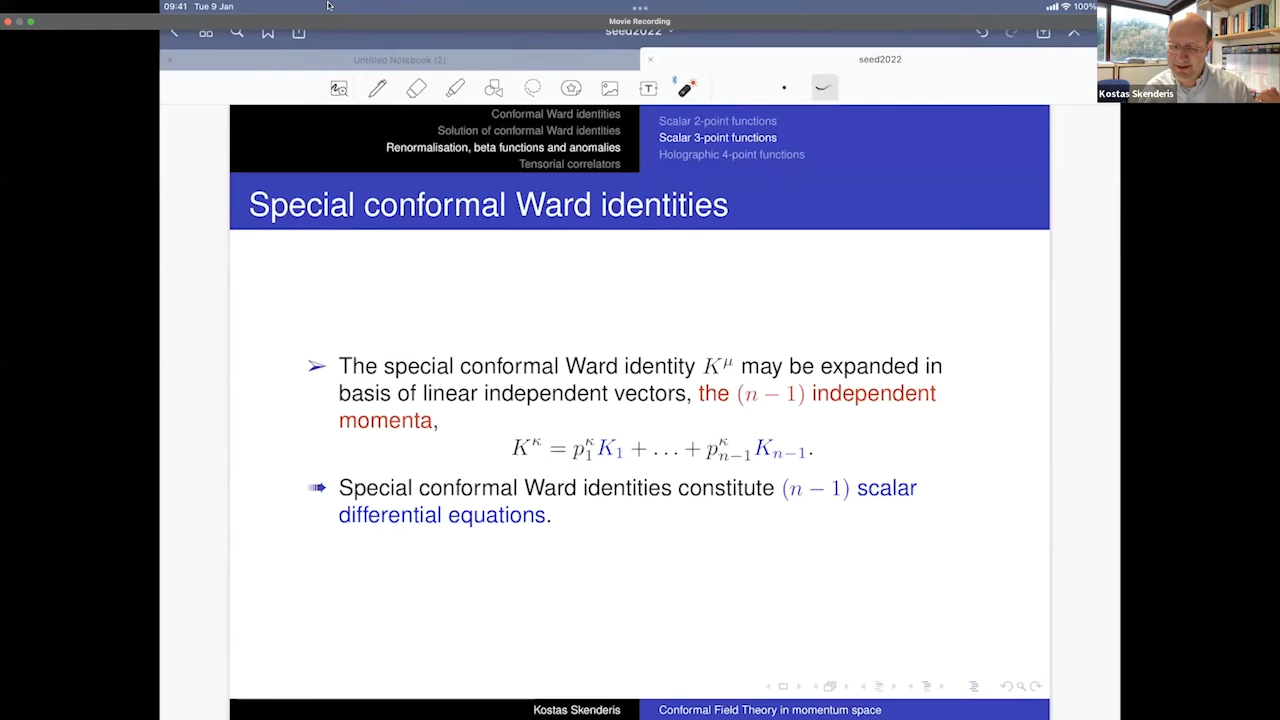 09:41 Tue 9 Jan
100%
Movie Recording
seed2022
Untitled Notebook (2)
seed2022
Kostas Skenderis
Conformal Ward identities
Solution of conformal Ward identities
Renormalisation, beta functions and anomalies
Tensorial correlators
Scalar 2-point functions
Scalar 3-point functions
Holographic 4-point functions
Special conformal Ward identities
➢ The special conformal Ward identity K^μ may be expanded in
basis of linear independent vectors, the (n − 1) independent
momenta,
K^κ = p_1^κ K_1 + … + p_{n−1}^κ K_{n−1}.
➠ Special conformal Ward identities constitute (n − 1) scalar
differential equations.
Kostas Skenderis
Conformal Field Theory in momentum space